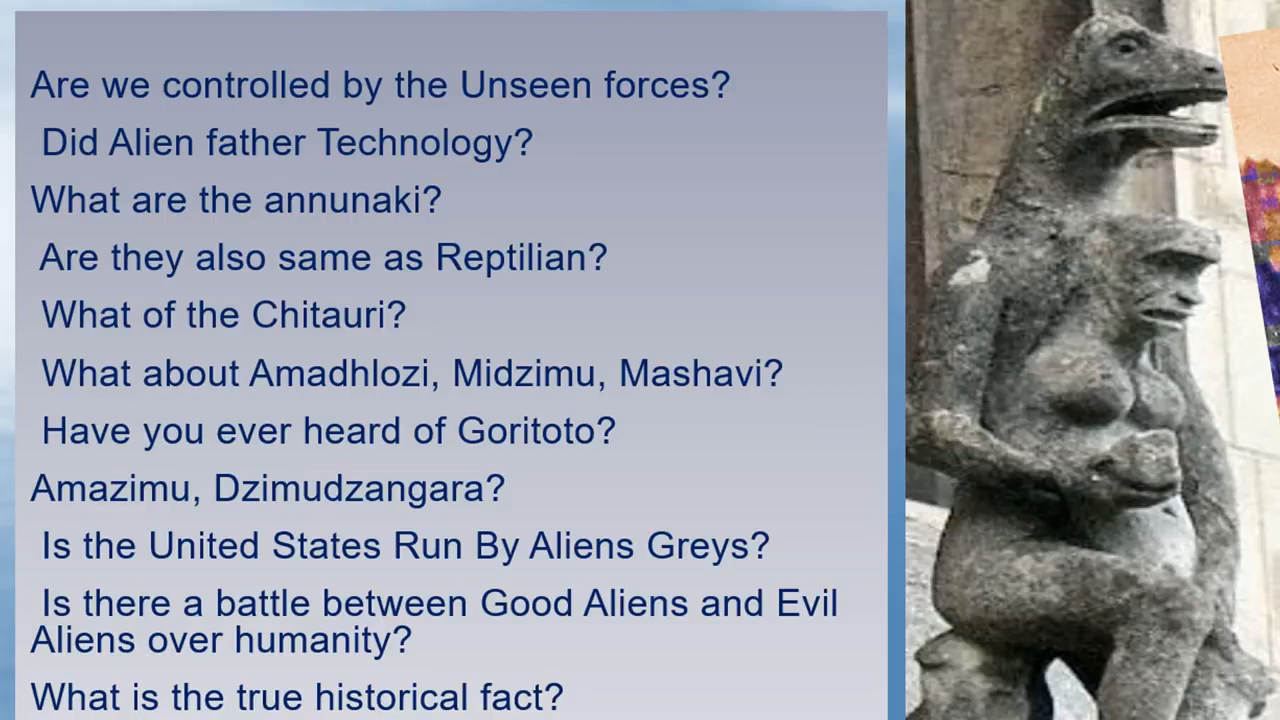 Are we controlled by the Unseen forces?
Did Alien father Technology?
What are the annunaki?
Are they also same as Reptilian?
What of the Chitauri?
What about Amadhlozi, Midzimu, Mashavi?
Have you ever heard of Goritoto?
Amazimu, Dzimudzangara?
Is the United States Run By Aliens Greys?
Is there a battle between Good Aliens and Evil
Aliens over humanity?
What is the true historical fact?